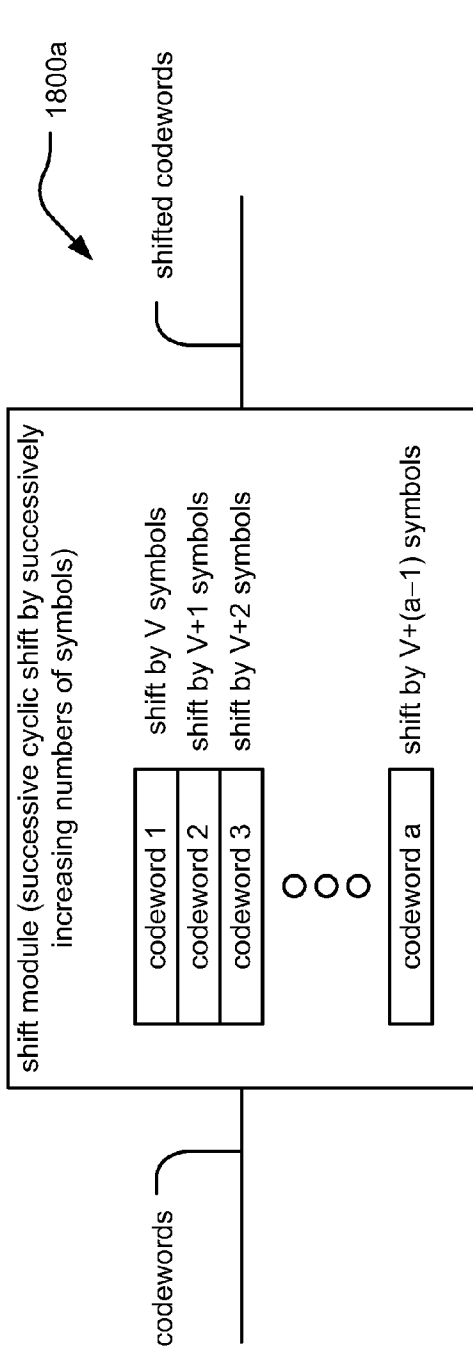 1800a
codewords
shifted codewords
shift module (successive cyclic shift by successively
increasing numbers of symbols)
codeword 1 shift by V symbols
codeword 2 shift by V+1 symbols
codeword 3 shift by V+2 symbols
codeword a shift by V+(a−1) symbols